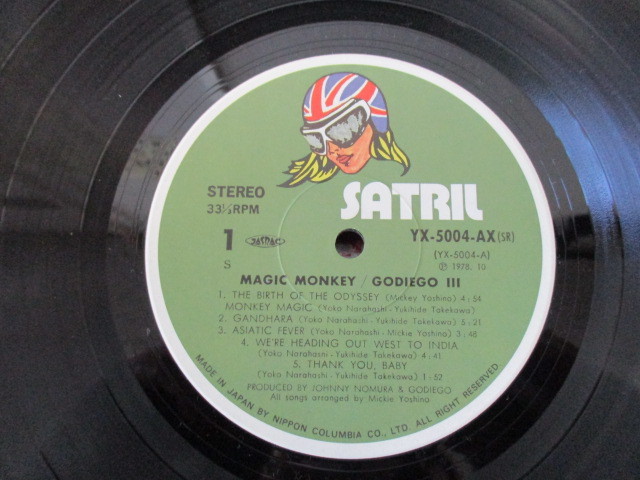 SATRIL
STEREO
33⅓RPM
1
S
JASRAC
YX-5004-AX(SR)
(YX-5004-A)
Ⓟ 1978. 10
MAGIC MONKEY / GODIEGO III
1. THE BIRTH OF THE ODYSSEY (Mickey Yoshino) 4:54
MONKEY MAGIC (Yoko Narahashi-Yukihide Takekawa)
2. GANDHARA (Yoko Narahashi-Yukihide Takekawa) 5:21
3. ASIATIC FEVER (Yoko Narahashi-Mickie Yoshino) 3:48
4. WE'RE HEADING OUT WEST TO INDIA
(Yoko Narahashi-Yukihide Takekawa) 4:41
5. THANK YOU, BABY
(Yoko Narahashi-Yukihide Takekawa) 1:52
PRODUCED BY JOHNNY NOMURA & GODIEGO
All songs arranged by Mickie Yoshino
MADE IN JAPAN BY NIPPON COLUMBIA CO., LTD. ALL RIGHT RESERVED